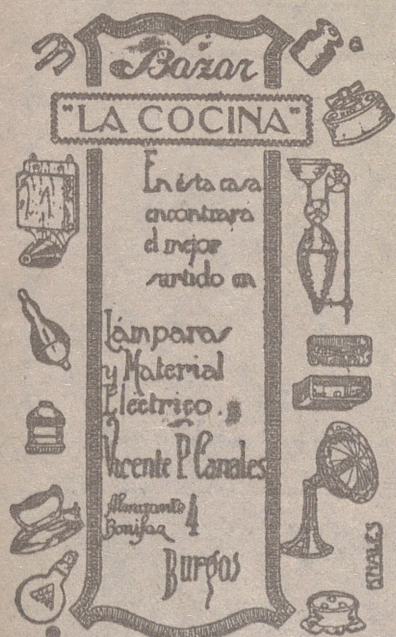 Bazar
"LA COCINA"
En ésta casa
encontrara
el mejor
surtido en
Lámparas
y Material
Eléctrico.
Vicente P. Canales
Almirante
Bonifaz 4
Burgos